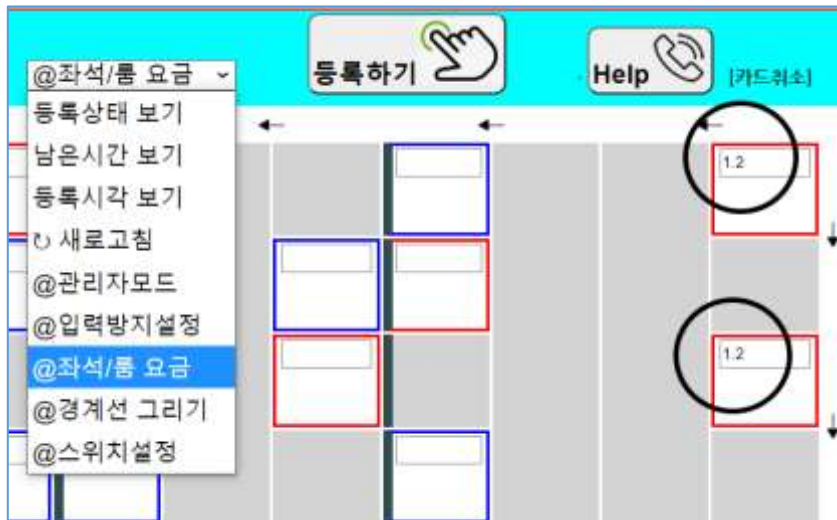 @좌석/룸 요금
등록하기
Help
[카드취소]
등록상태 보기
남은시간 보기
등록시각 보기
↻ 새로고침
@관리자모드
@입력방지설정
@좌석/룸 요금
@경계선 그리기
@스위치설정
1.2
1.2